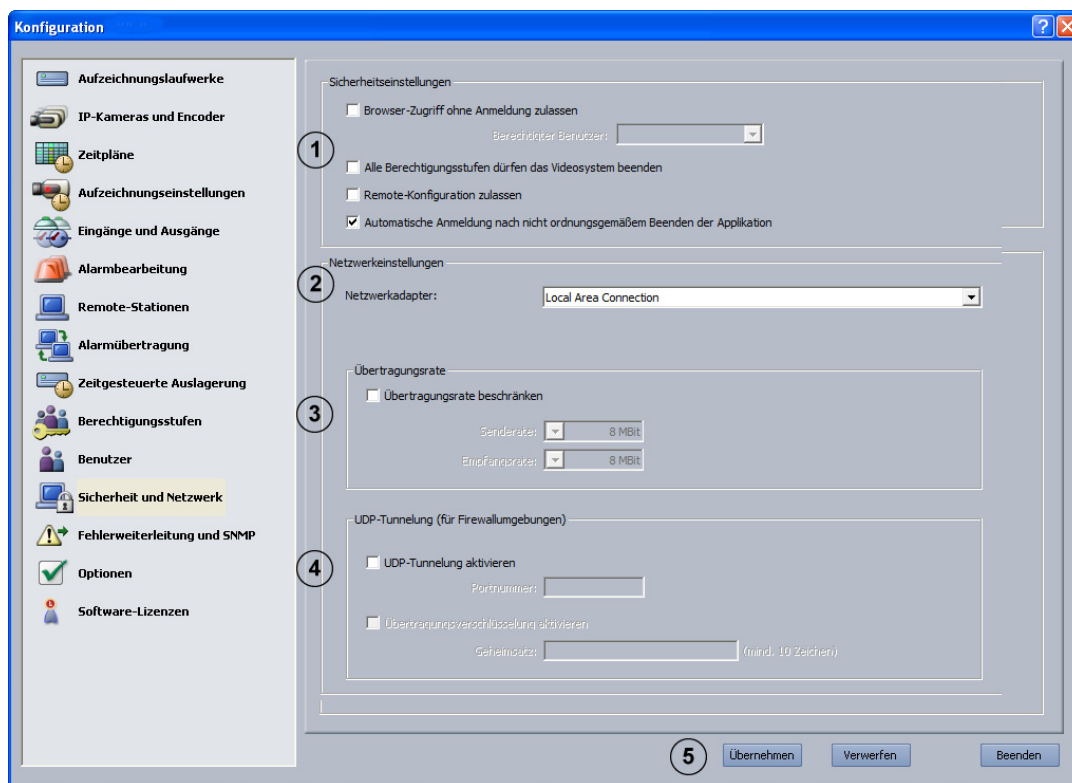 Konfiguration
Aufzeichnungslaufwerke
IP-Kameras und Encoder
Zeitpläne
Aufzeichnungseinstellungen
Eingänge und Ausgänge
Alarmbearbeitung
Remote-Stationen
Alarmübertragung
Zeitgesteuerte Auslagerung
Berechtigungsstufen
Benutzer
Sicherheit und Netzwerk
Fehlerweiterleitung und SNMP
Optionen
Software-Lizenzen
1
Sicherheitseinstellungen
Browser-Zugriff ohne Anmeldung zulassen
Berechtigter Benutzer:
Alle Berechtigungsstufen dürfen das Videosystem beenden
Remote-Konfiguration zulassen
Automatische Anmeldung nach nicht ordnungsgemäßem Beenden der Applikation
2
Netzwerkeinstellungen
Netzwerkadapter: Local Area Connection
3
Übertragungsrate
Übertragungsrate beschränken
Senderate: 8 MBit
Empfangsrate: 8 MBit
4
UDP-Tunnelung (für Firewallumgebungen)
UDP-Tunnelung aktivieren
Portnummer:
Übertragungsverschlüsselung aktivieren
Geheimsatz: (mind. 10 Zeichen)
5
Übernehmen Verwerfen Beenden